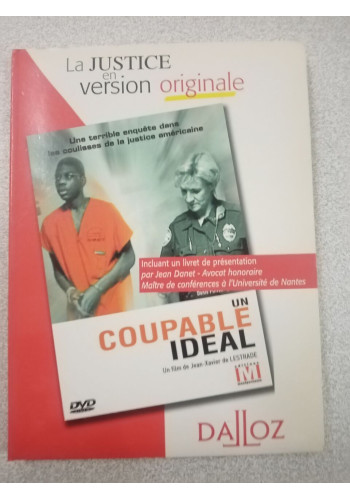 La JUSTICE
en
version originale
Une terrible enquête dans
les coulisses de la justice américaine
Incluant un livret de présentation
par Jean Danet - Avocat honoraire
Maître de conférences à l'Université de Nantes
UN
COUPABLE
IDEAL
Un film de Jean-Xavier de LESTRADE
éditions
M
Montparnasse
DVD
DALLOZ